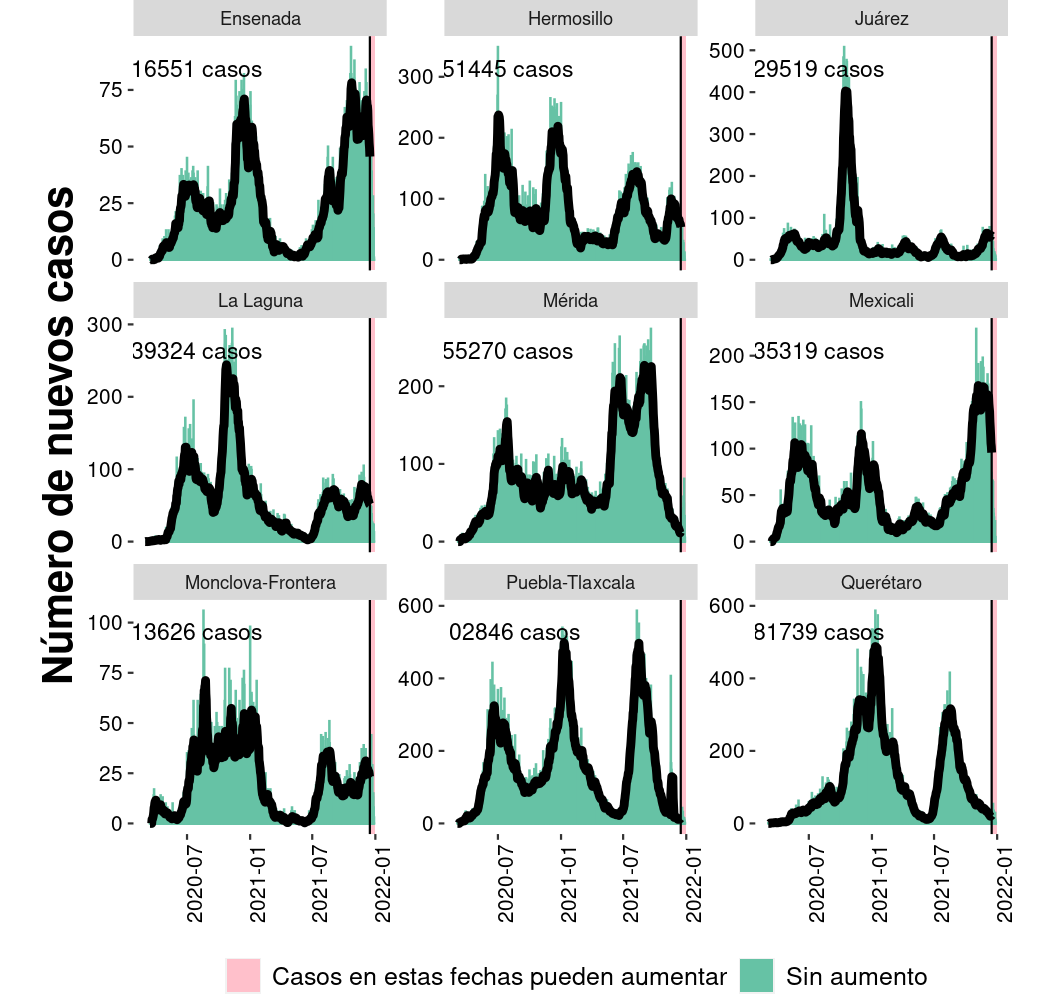 Número de nuevos casos
Ensenada
16551 casos
75
50
25
0
Hermosillo
51445 casos
300
200
100
0
Juárez
29519 casos
500
400
300
200
100
0
La Laguna
39324 casos
300
200
100
0
Mérida
55270 casos
200
100
0
Mexicali
35319 casos
200
150
100
50
0
Monclova-Frontera
13626 casos
100
75
50
25
0
Puebla-Tlaxcala
02846 casos
600
400
200
0
Querétaro
81739 casos
600
400
200
0
2020-07
2021-01
2021-07
2022-01
2020-07
2021-01
2021-07
2022-01
2020-07
2021-01
2021-07
2022-01
Casos en estas fechas pueden aumentar
Sin aumento